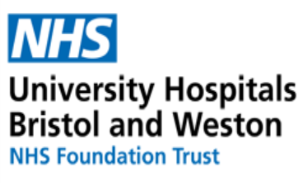 NHS
University Hospitals
Bristol and Weston
NHS Foundation Trust